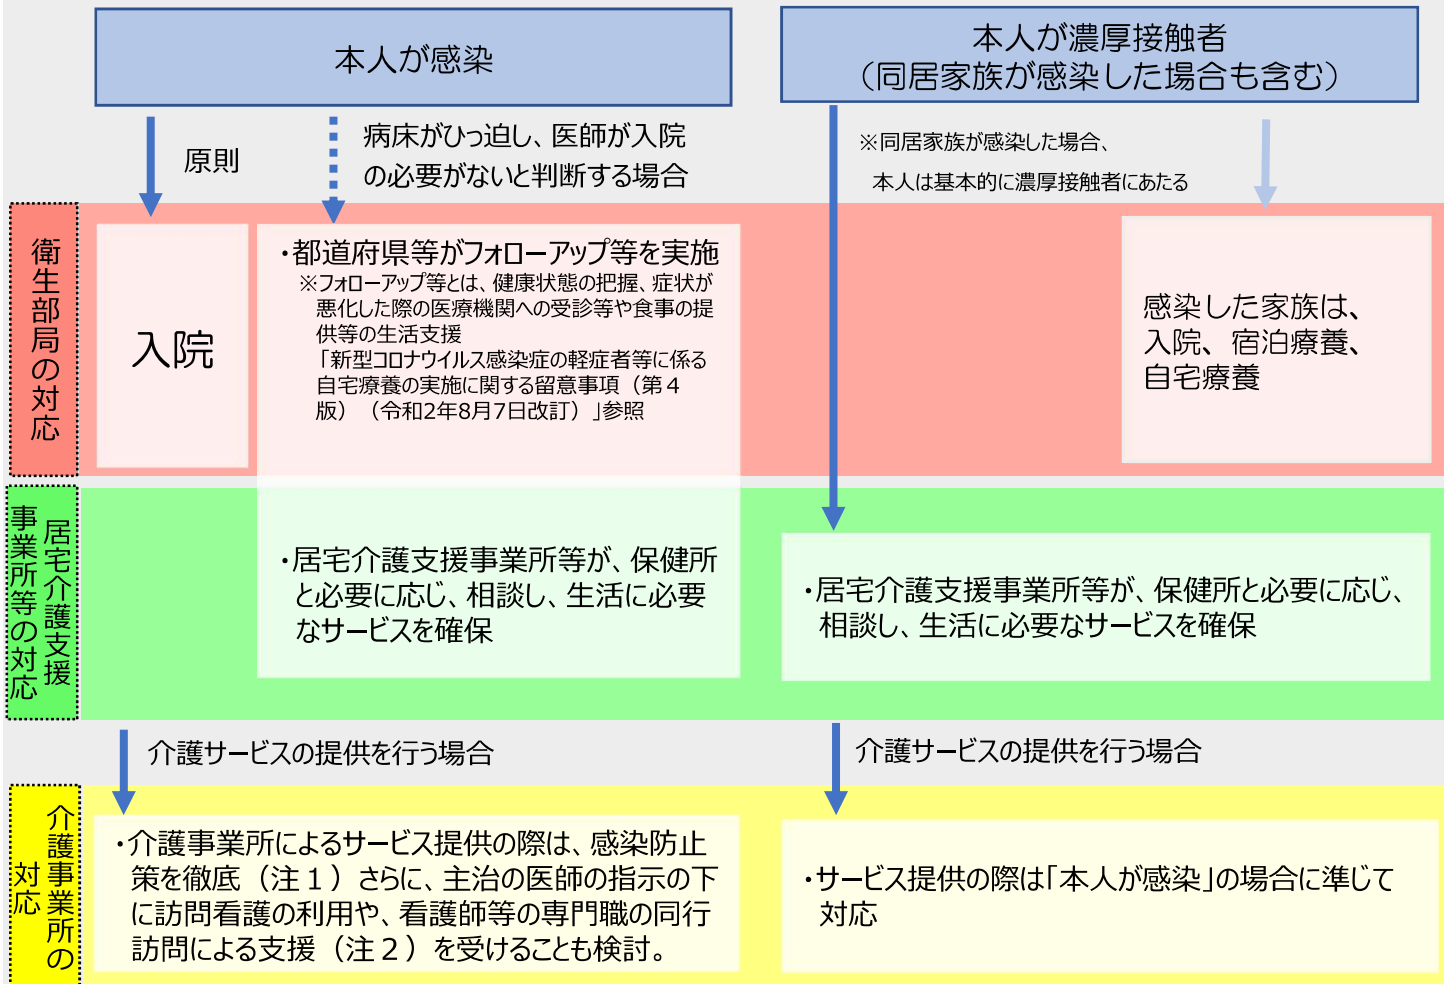 本人が感染
本人が濃厚接触者
（同居家族が感染した場合も含む）
原則
病床がひっ迫し、医師が入院
の必要がないと判断する場合
※同居家族が感染した場合、
本人は基本的に濃厚接触者にあたる
衛生部局の対応
入院
・都道府県等がフォローアップ等を実施
※フォローアップ等とは、健康状態の把握、症状が
悪化した際の医療機関への受診等や食事の提
供等の生活支援
「新型コロナウイルス感染症の軽症者等に係る
自宅療養の実施に関する留意事項（第４
版）（令和2年8月7日改訂）」参照
感染した家族は、
入院、宿泊療養、
自宅療養
居宅介護支援
事業所等の対応
・居宅介護支援事業所等が、保健所
と必要に応じ、相談し、生活に必要
なサービスを確保
・居宅介護支援事業所等が、保健所と必要に応じ、
相談し、生活に必要なサービスを確保
介護サービスの提供を行う場合
介護サービスの提供を行う場合
介護事業所の
対応
・介護事業所によるサービス提供の際は、感染防止
策を徹底（注１）さらに、主治の医師の指示の下
に訪問看護の利用や、看護師等の専門職の同行
訪問による支援（注２）を受けることも検討。
・サービス提供の際は「本人が感染」の場合に準じて
対応